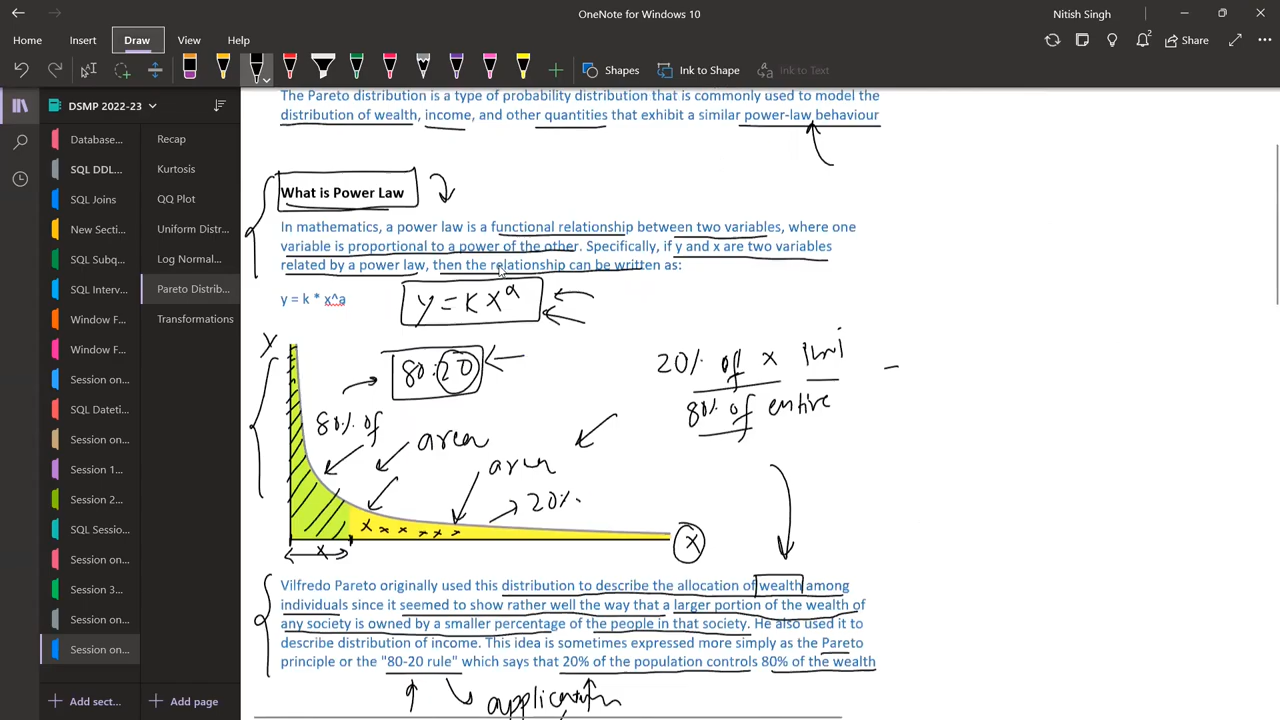 OneNote for Windows 10
Nitish Singh
Home
Insert
Draw
View
Help
Share
Shapes
Ink to Shape
Ink to Text
DSMP 2022-23
Database...
SQL DDL...
SQL Joins
New Secti...
SQL Subq...
SQL Interv...
Window F...
Window F...
Session on...
SQL Dateti...
Session on...
Session 1...
Session 2...
SQL Sessio...
Session on...
Session 3...
Session on...
Session on...
Add sect...
Recap
Kurtosis
QQ Plot
Uniform Distr...
Log Normal...
Pareto Distrib...
Transformations
Add page
The Pareto distribution is a type of probability distribution that is commonly used to model the
distribution of wealth, income, and other quantities that exhibit a similar power-law behaviour
What is Power Law
In mathematics, a power law is a functional relationship between two variables, where one
variable is proportional to a power of the other. Specifically, if y and x are two variables
related by a power law, then the relationship can be written as:
y = k * x^a
y = K X^a
Y
80:20
80% of
area
area
20%
x x x x x x
x
X
20% of x
80% of entire
Vilfredo Pareto originally used this distribution to describe the allocation of wealth among
individuals since it seemed to show rather well the way that a larger portion of the wealth of
any society is owned by a smaller percentage of the people in that society. He also used it to
describe distribution of income. This idea is sometimes expressed more simply as the Pareto
principle or the "80-20 rule" which says that 20% of the population controls 80% of the wealth
application